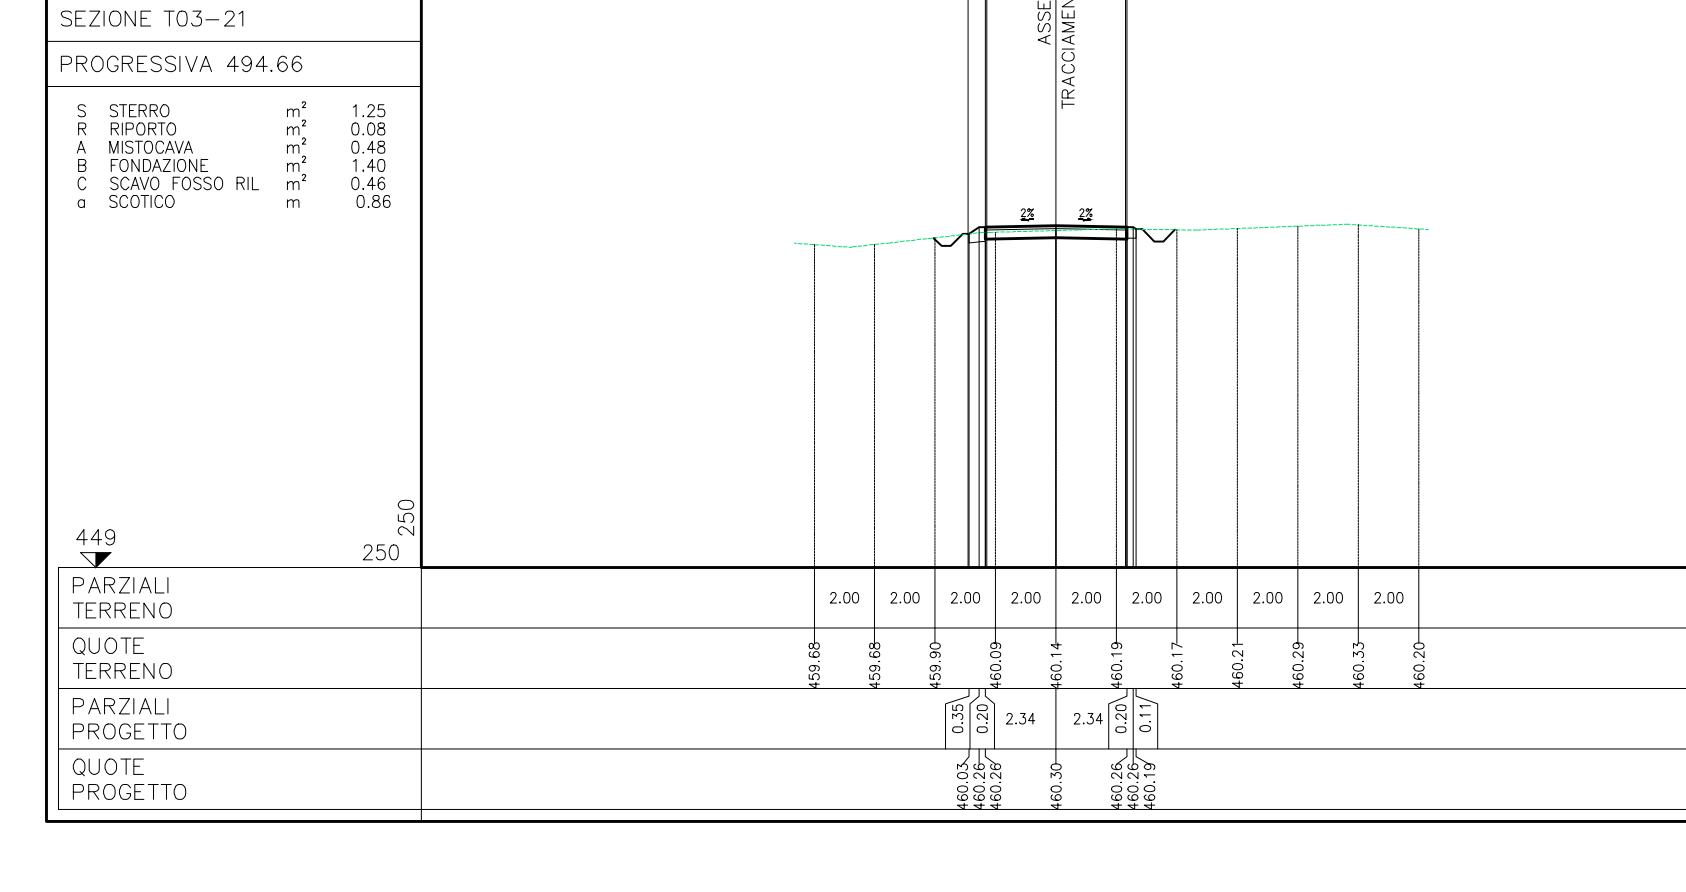 SEZIONE T03-21
ASSE
TRACCIAMEN
PROGRESSIVA 494.66
S STERRO m² 1.25
R RIPORTO m² 0.08
A MISTOCAVA m² 0.48
B FONDAZIONE m² 1.40
C SCAVO FOSSO RIL m² 0.46
a SCOTICO m 0.86
2% 2%
250
449
250
PARZIALI
TERRENO
2.00 2.00 2.00 2.00 2.00 2.00 2.00 2.00 2.00 2.00
QUOTE
TERRENO
459.68 459.68 459.90 460.09 460.14 460.19 460.17 460.21 460.29 460.33 460.20
PARZIALI
PROGETTO
0.35 0.20 2.34 2.34 0.20 0.11
QUOTE
PROGETTO
460.03 460.26 460.26 460.30 460.26 460.26 460.19